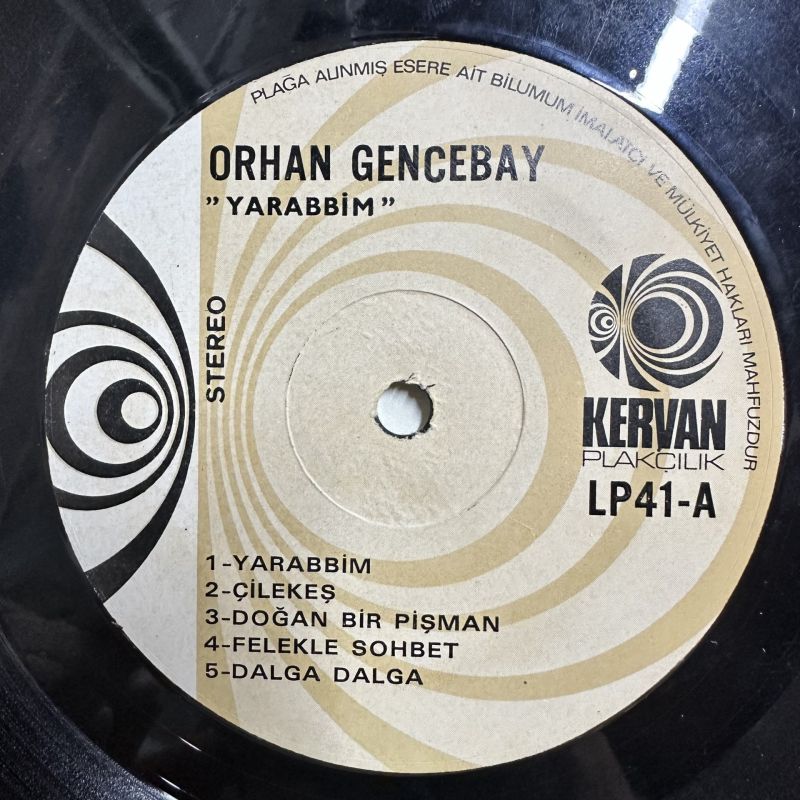 PLAĞA ALINMIŞ ESERE AİT BİLUMUM İMALATÇI VE MÜLKİYET HAKLARI MAHFUZDUR
ORHAN GENCEBAY
”YARABBİM”
STEREO
KERVAN
PLAKÇILIK
LP41-A
1-YARABBİM
2-ÇİLEKEŞ
3-DOĞAN BİR PİŞMAN
4-FELEKLE SOHBET
5-DALGA DALGA